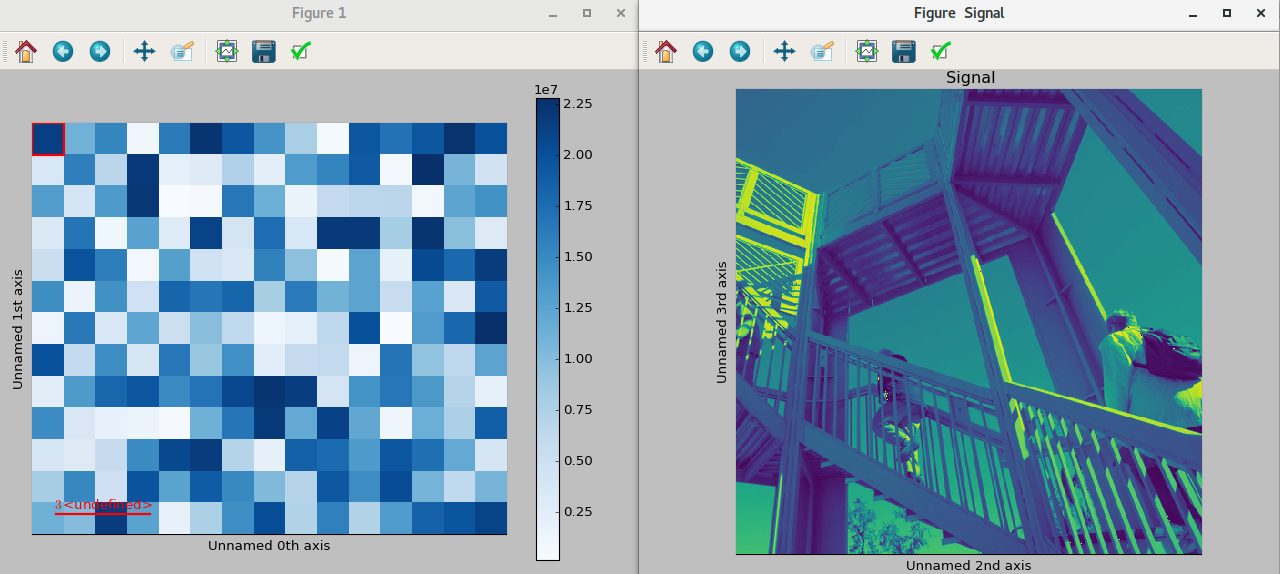 Figure 1
1e7
2.25
2.00
1.75
1.50
1.25
1.00
0.75
0.50
0.25
Unnamed 1st axis
3 <undefined>
Unnamed 0th axis
Figure Signal
Signal
Unnamed 3rd axis
Unnamed 2nd axis